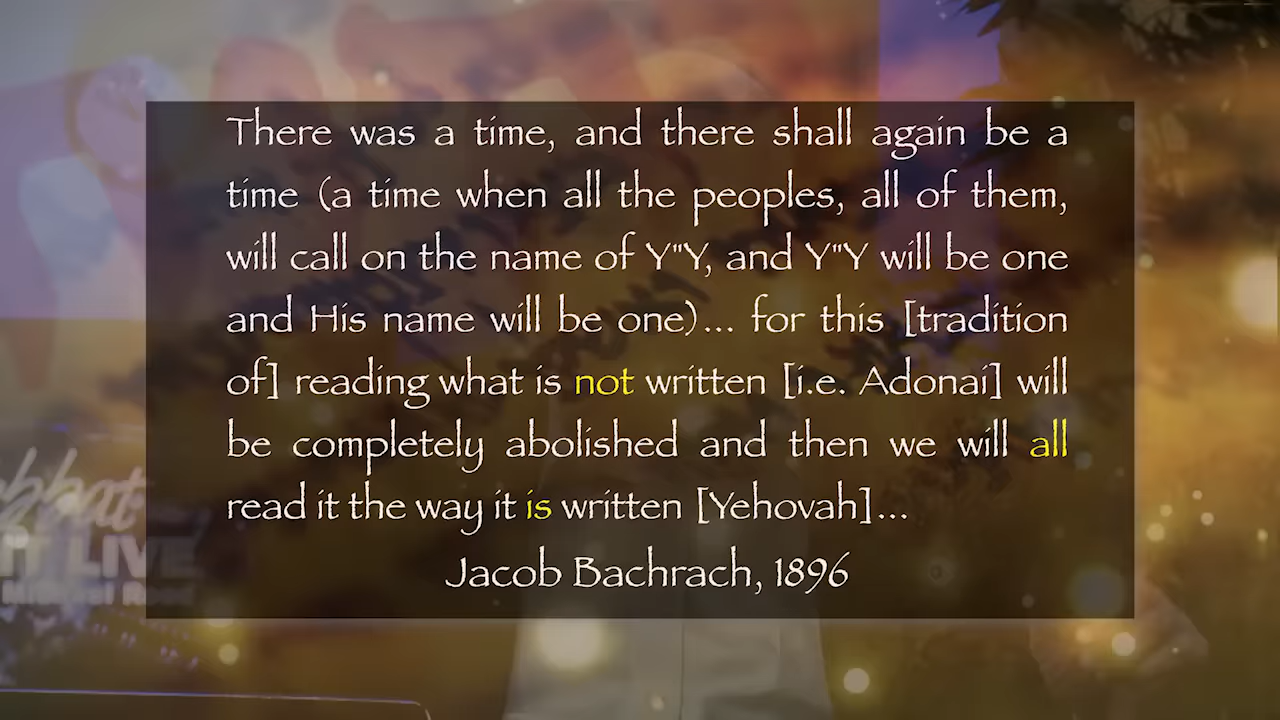 There was a time, and there shall again be a
time (a time when all the peoples, all of them,
will call on the name of Y"Y, and Y"Y will be one
and His name will be one)... for this [tradition
of] reading what is not written [i.e. Adonai] will
be completely abolished and then we will all
read it the way it is written [Yehovah]...
Jacob Bachrach, 1896
LIVE